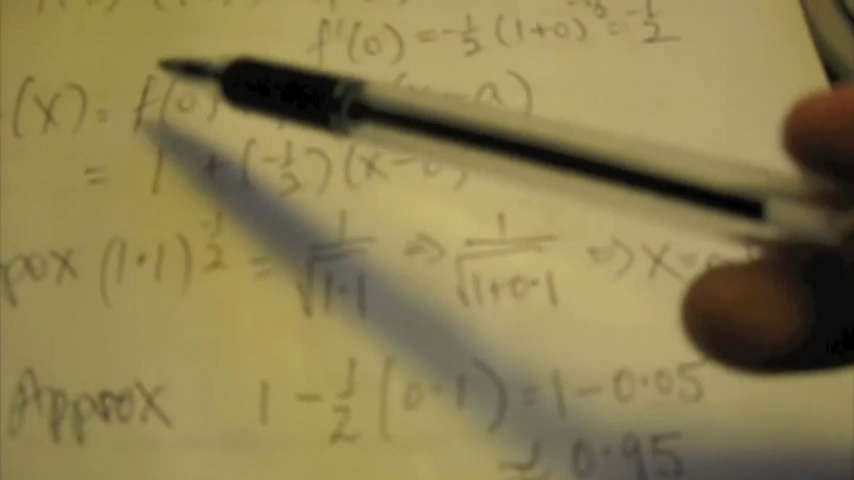 f'(0) = -1/2 (1+0)^-3/2 = -1/2
(x) = f(0)
= 1 + (-1/2)(x-0)
(1·1)^-1/2 = 1/√1·1 ⇒ 1/√1+0·1 ⇒ x=
Approx 1 - 1/2 (0·1) = 1 - 0·05
≃ 0.95